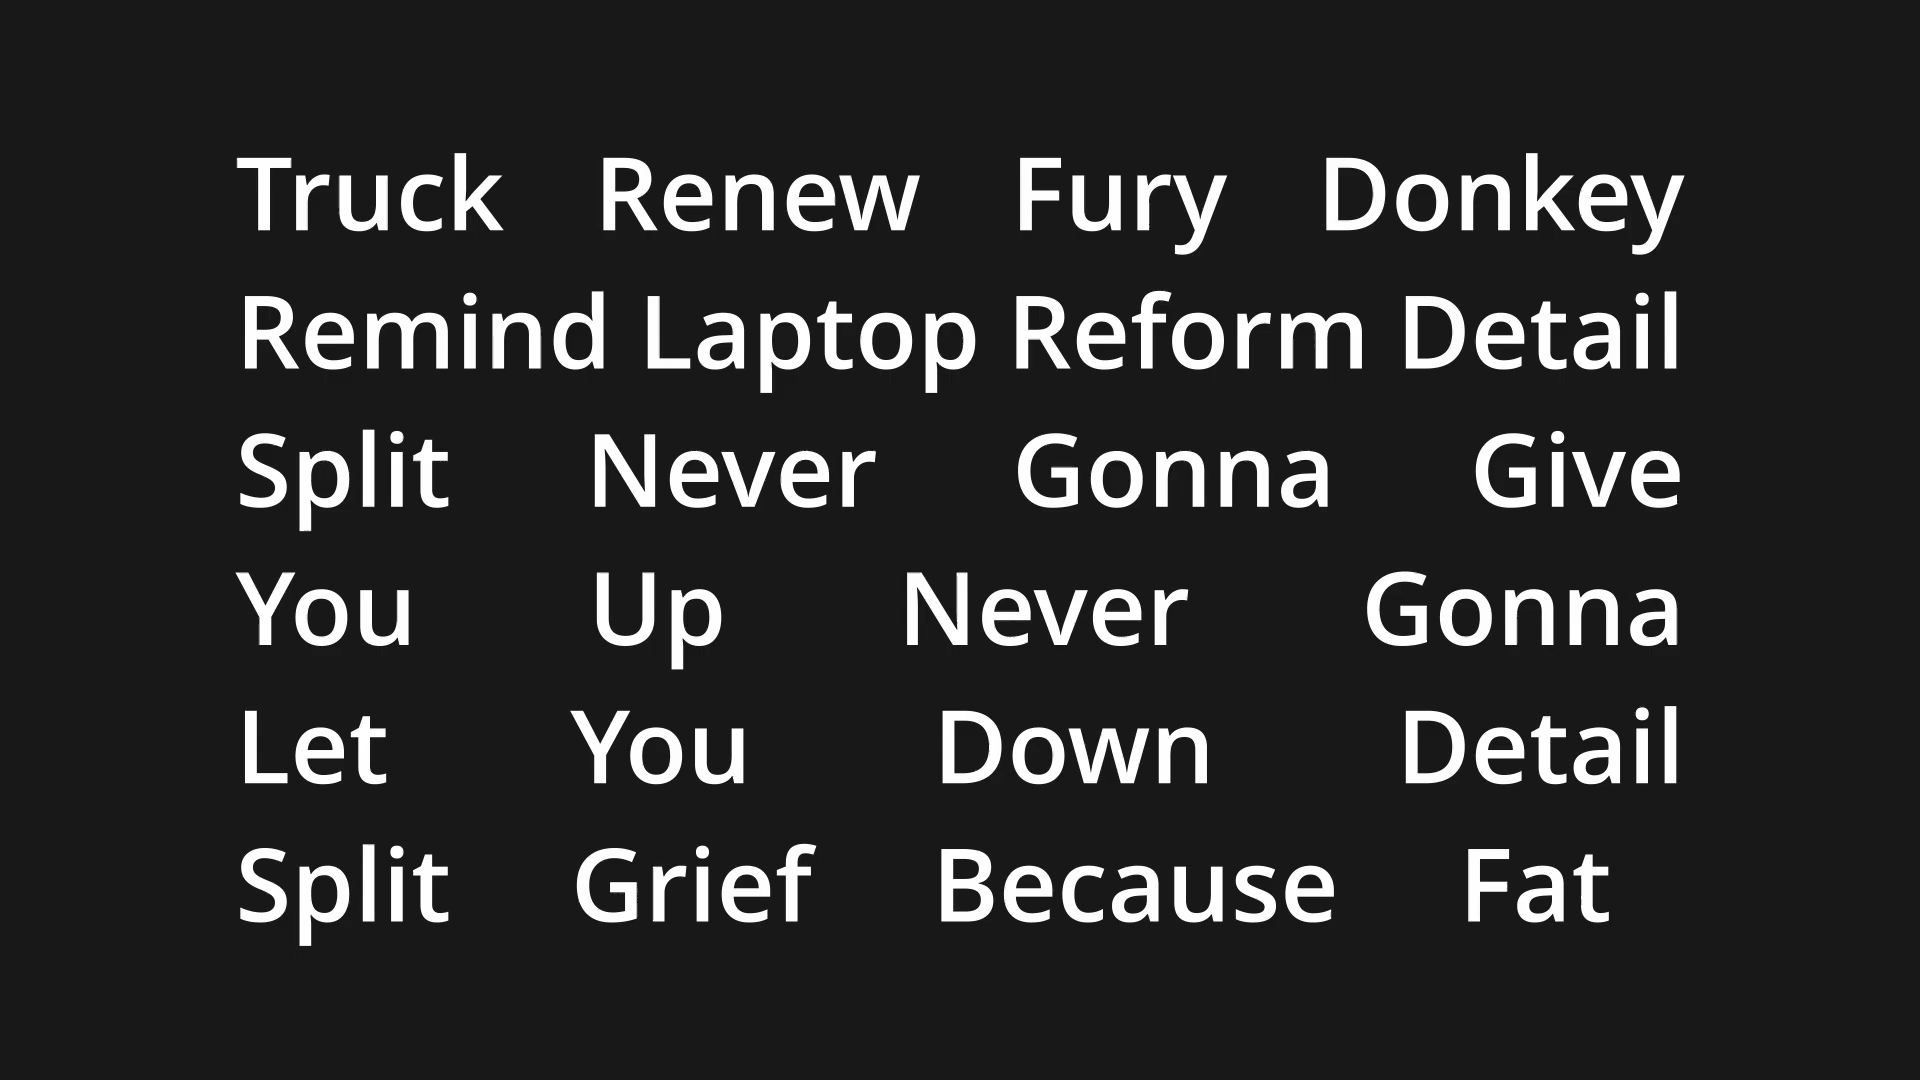 Truck Renew Fury Donkey
Remind Laptop Reform Detail
Split Never Gonna Give
You Up Never Gonna
Let You Down Detail
Split Grief Because Fat